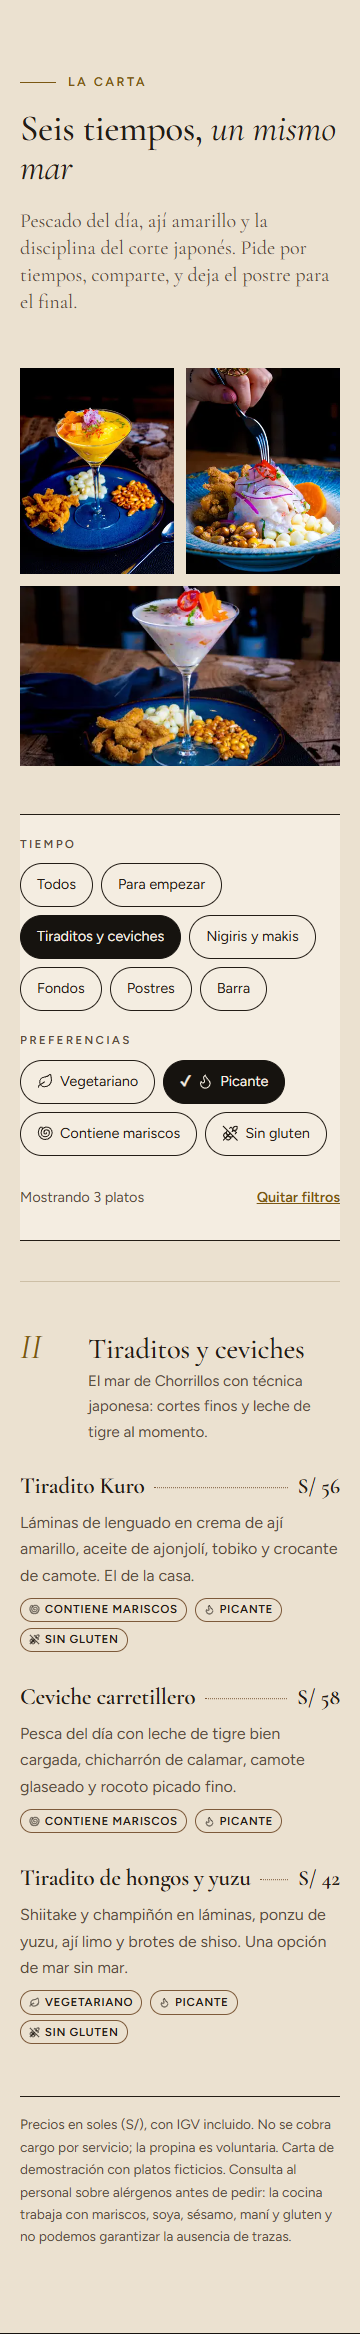 LA CARTA
Seis tiempos, un mismo
mar
Pescado del día, ají amarillo y la
disciplina del corte japonés. Pide por
tiempos, comparte, y deja el postre para
el final.
TIEMPO
Todos
Para empezar
Tiraditos y ceviches
Nigiris y makis
Fondos
Postres
Barra
PREFERENCIAS
Vegetariano
✓ Picante
Contiene mariscos
Sin gluten
Mostrando 3 platos
Quitar filtros
II
Tiraditos y ceviches
El mar de Chorrillos con técnica
japonesa: cortes finos y leche de
tigre al momento.
Tiradito Kuro S/ 56
Láminas de lenguado en crema de ají
amarillo, aceite de ajonjolí, tobiko y crocante
de camote. El de la casa.
CONTIENE MARISCOS PICANTE
SIN GLUTEN
Ceviche carretillero S/ 58
Pesca del día con leche de tigre bien
cargada, chicharrón de calamar, camote
glaseado y rocoto picado fino.
CONTIENE MARISCOS PICANTE
Tiradito de hongos y yuzu S/ 42
Shiitake y champiñón en láminas, ponzu de
yuzu, ají limo y brotes de shiso. Una opción
de mar sin mar.
VEGETARIANO PICANTE
SIN GLUTEN
Precios en soles (S/), con IGV incluido. No se cobra
cargo por servicio; la propina es voluntaria. Carta de
demostración con platos ficticios. Consulta al
personal sobre alérgenos antes de pedir: la cocina
trabaja con mariscos, soya, sésamo, maní y gluten y
no podemos garantizar la ausencia de trazas.